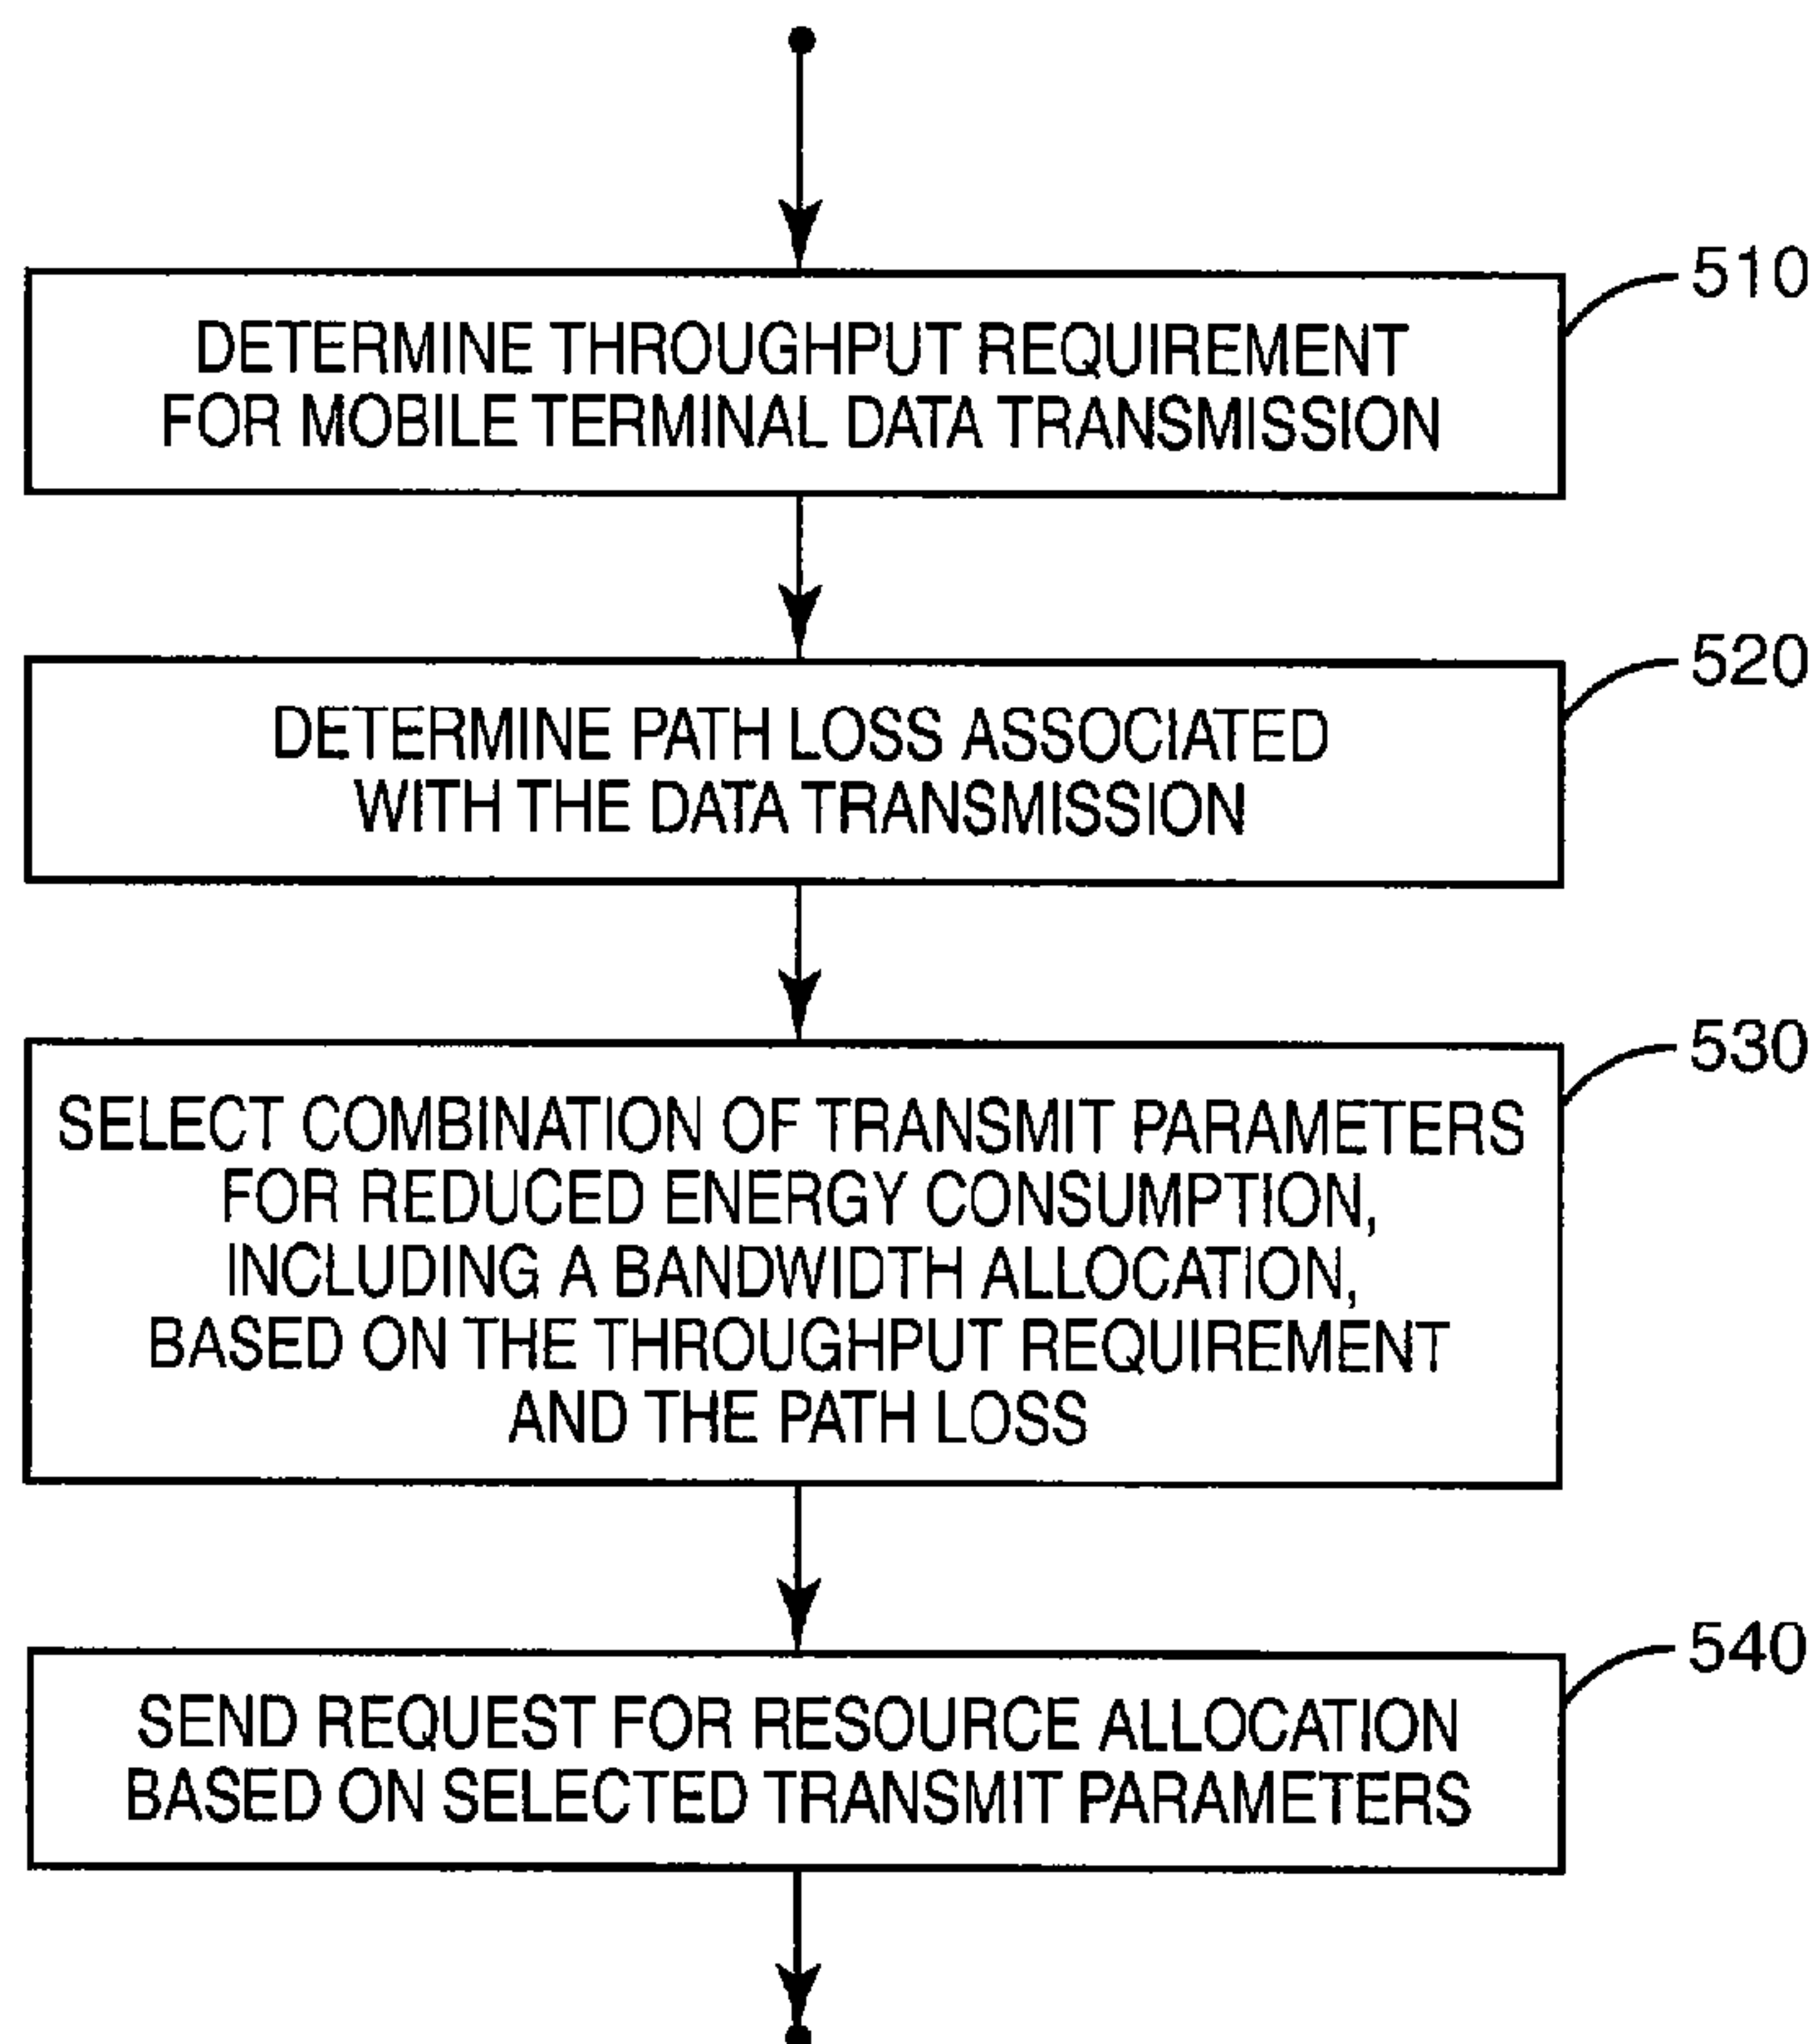 510
DETERMINE THROUGHPUT REQUIREMENT
FOR MOBILE TERMINAL DATA TRANSMISSION
520
DETERMINE PATH LOSS ASSOCIATED
WITH THE DATA TRANSMISSION
530
SELECT COMBINATION OF TRANSMIT PARAMETERS
FOR REDUCED ENERGY CONSUMPTION,
INCLUDING A BANDWIDTH ALLOCATION,
BASED ON THE THROUGHPUT REQUIREMENT
AND THE PATH LOSS
540
SEND REQUEST FOR RESOURCE ALLOCATION
BASED ON SELECTED TRANSMIT PARAMETERS